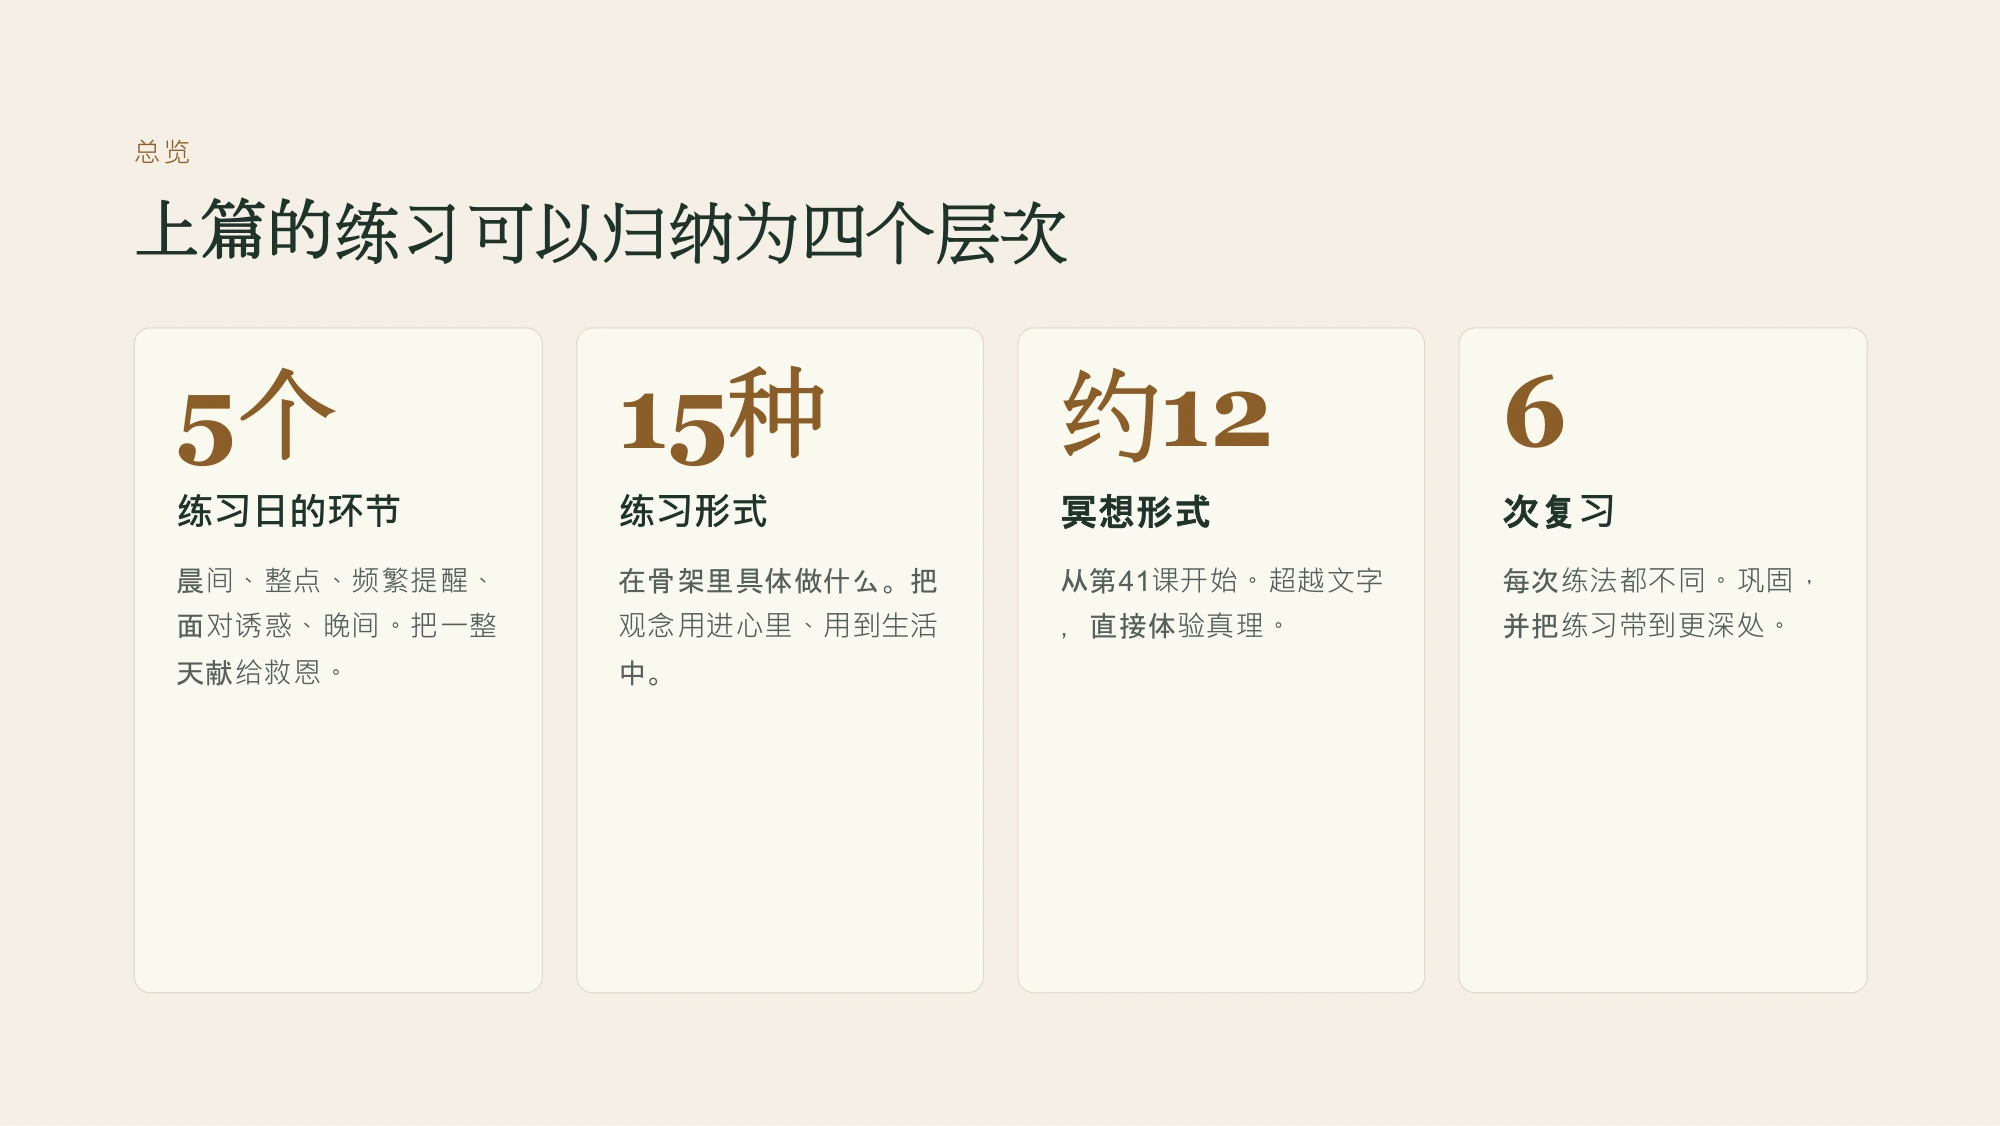 总览
上篇的练习可以归纳为四个层次
5个
练习日的环节
晨间、整点、频繁提醒、
面对诱惑、晚间。把一整
天献给救恩。
15种
练习形式
在骨架里具体做什么。把
观念用进心里、用到生活
中。
约12
冥想形式
从第41课开始。超越文字
，直接体验真理。
6
次复习
每次练法都不同。巩固，
并把练习带到更深处。